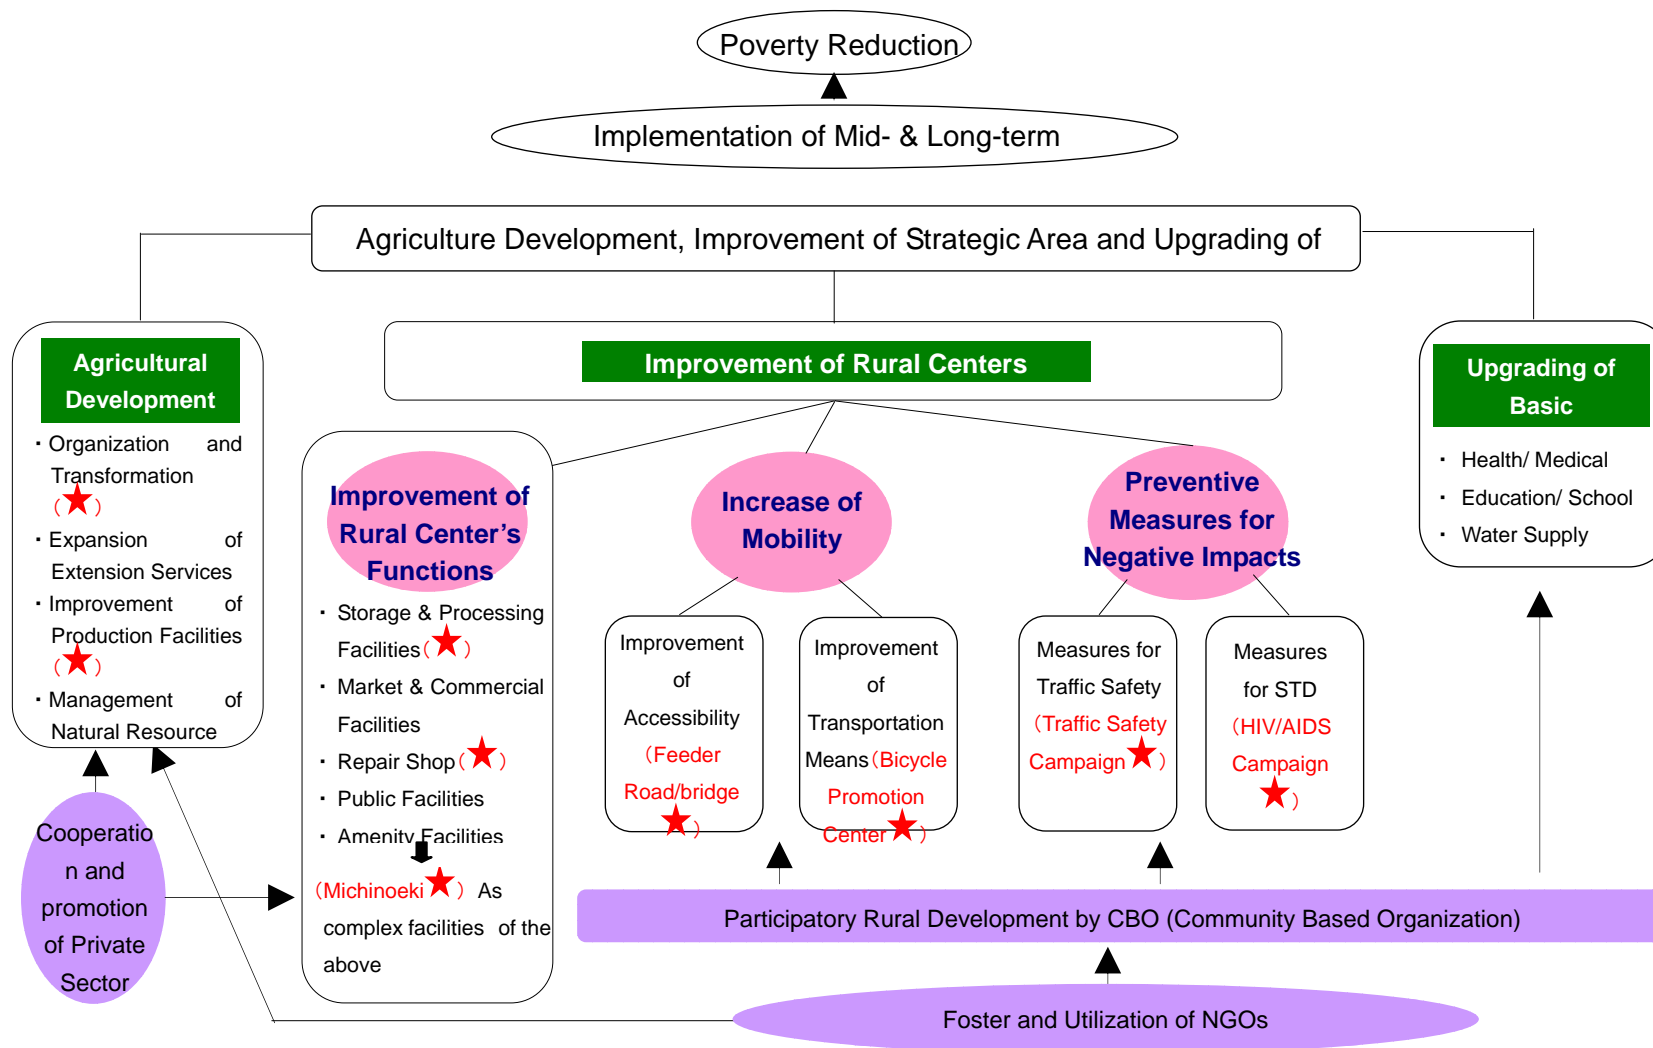 Poverty Reduction
Implementation of Mid- & Long-term
Agriculture Development, Improvement of Strategic Area and Upgrading of
Agricultural
Development
・Organization and
Transformation
（★）
・Expansion of
Extension Services
・Improvement of
Production Facilities
（★）
・Management of
Natural Resource
Improvement of Rural Centers
Improvement of
Rural Center’s
Functions
・Storage & Processing
Facilities（★）
・Market & Commercial
Facilities
・Repair Shop（★）
・Public Facilities
・Amenity Facilities
（Michinoeki★）As
complex facilities of the
above
Increase of
Mobility
Improvement
of
Accessibility
（Feeder
Road/bridge
★）
Improvement
of
Transportation
Means（Bicycle
Promotion
Center★）
Preventive
Measures for
Negative Impacts
Measures for
Traffic Safety
（Traffic Safety
Campaign★）
Measures
for STD
（HIV/AIDS
Campaign
★）
Upgrading of
Basic
・ Health/ Medical
・ Education/ School
・ Water Supply
Cooperatio
n and
promotion
of Private
Sector
Participatory Rural Development by CBO (Community Based Organization)
Foster and Utilization of NGOs